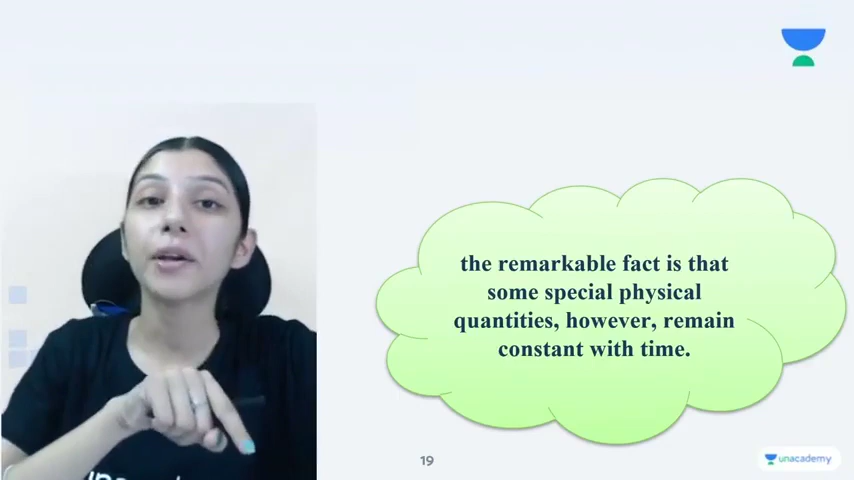 the remarkable fact is that
some special physical
quantities, however, remain
constant with time.
19
unacademy